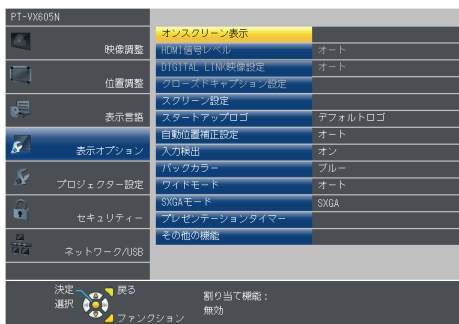 PT-VX605N
映像調整
位置調整
表示言語
表示オプション
プロジェクター設定
セキュリティー
ネットワーク/USB
オンスクリーン表示
HDMI信号レベル オート
DIGITAL LINK映像設定 オート
クローズドキャプション設定
スクリーン設定
スタートアップロゴ デフォルトロゴ
自動位置補正設定 オート
入力検出 オン
バックカラー ブルー
ワイドモード オート
SXGAモード SXGA
プレゼンテーションタイマー
その他の機能
決定 戻る
選択
ファンクション
割り当て機能:
無効